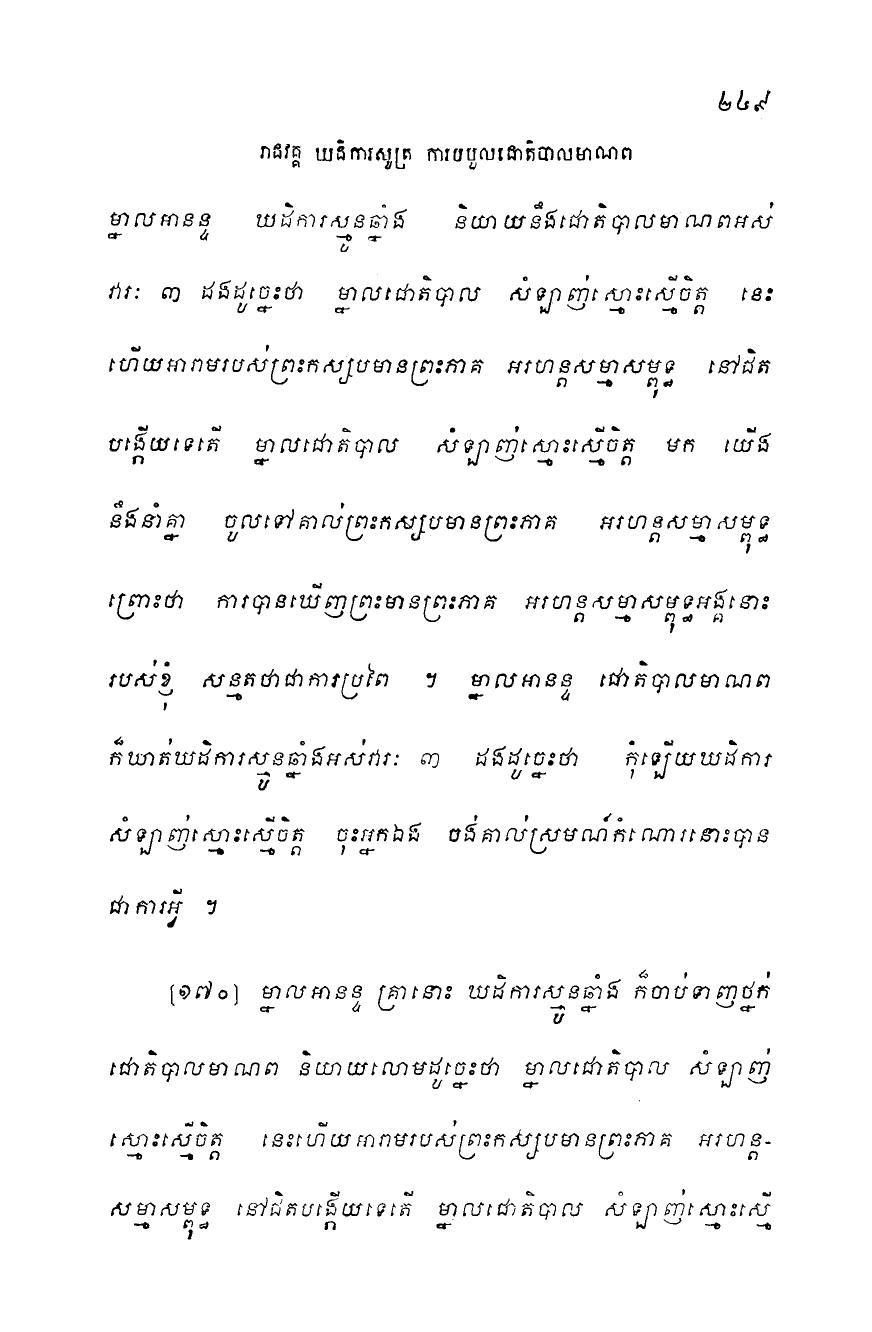 ២៤៩
រាជវគ្គ ឃដិការសូត្រ ការបបួលជោតិបាលមាណព
ម្នាលអានន្ទ ឃដិការស្មូនឆ្នាំង និយាយនឹងជោតិបាលមាណពអស់
វារៈ ៣ ដងដូច្នេះថា ម្នាលជោតិបាល សំឡាញ់ស្មោះស្មើចិត្ត នេះ
ហើយអារាមរបស់ព្រះកស្សបមានព្រះភាគ អរហន្តសម្មាសម្ពុទ្ធ នៅជិត
បង្កើយទេតើ ម្នាលជោតិបាល សំឡាញ់ស្មោះស្មើចិត្ត មក យើង
នឹងនាំគ្នា ចូលទៅគាល់ព្រះកស្សបមានព្រះភាគ អរហន្តសម្មាសម្ពុទ្ធ
ព្រោះថា ការបានឃើញព្រះមានព្រះភាគ អរហន្តសម្មាសម្ពុទ្ធអង្គនោះ
របស់ខ្ញុំ សន្មតថាជាការប្រពៃ ។ ម្នាលអានន្ទ ជោតិបាលមាណព
ក៏ឃាត់ឃដិការស្មូនឆ្នាំងអស់វារៈ ៣ ដងដូច្នេះថា កុំឡើយឃដិការ
សំឡាញ់ស្មោះស្មើចិត្ត ចុះអ្នកឯង ចង់គាល់ស្រមណ៍កំណោរនោះបាន
ជាការអ្វី ។
[១៧០] ម្នាលអានន្ទ គ្រានោះ ឃដិការស្មូនឆ្នាំង ក៏ចាប់ទាញថ្នក់
ជោតិបាលមាណព និយាយលោមដូច្នេះថា ម្នាលជោតិបាល សំឡាញ់
ស្មោះស្មើចិត្ត នេះហើយអារាមរបស់ព្រះកស្សបមានព្រះភាគ អរហន្ត-
សម្មាសម្ពុទ្ធ នៅជិតបង្កើយទេតើ ម្នាលជោតិបាល សំឡាញ់ស្មោះស្មើ